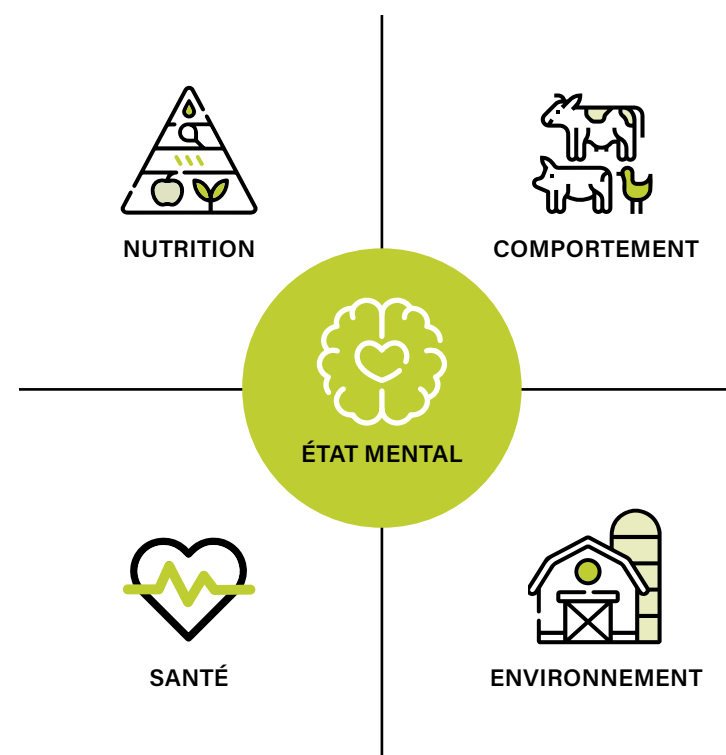 NUTRITION
COMPORTEMENT
ÉTAT MENTAL
SANTÉ
ENVIRONNEMENT